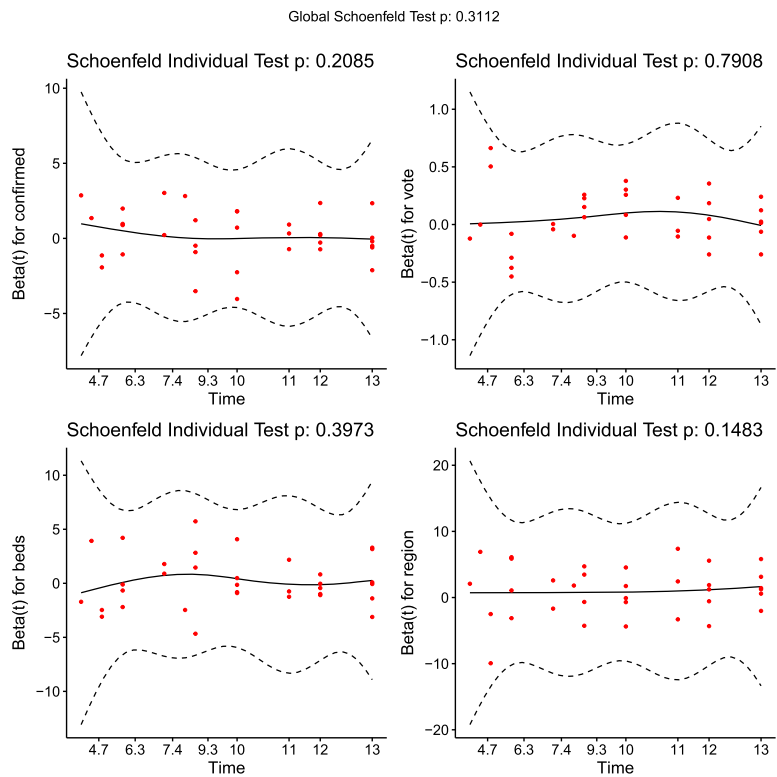 Global Schoenfeld Test p: 0.3112
Schoenfeld Individual Test p: 0.2085
Beta(t) for confirmed
10
5
0
−5
4.7 6.3 7.4 9.3 10 11 12 13
Time
Schoenfeld Individual Test p: 0.7908
Beta(t) for vote
1.0
0.5
0.0
−0.5
−1.0
4.7 6.3 7.4 9.3 10 11 12 13
Time
Schoenfeld Individual Test p: 0.3973
Beta(t) for beds
10
5
0
−5
−10
4.7 6.3 7.4 9.3 10 11 12 13
Time
Schoenfeld Individual Test p: 0.1483
Beta(t) for region
20
10
0
−10
−20
4.7 6.3 7.4 9.3 10 11 12 13
Time